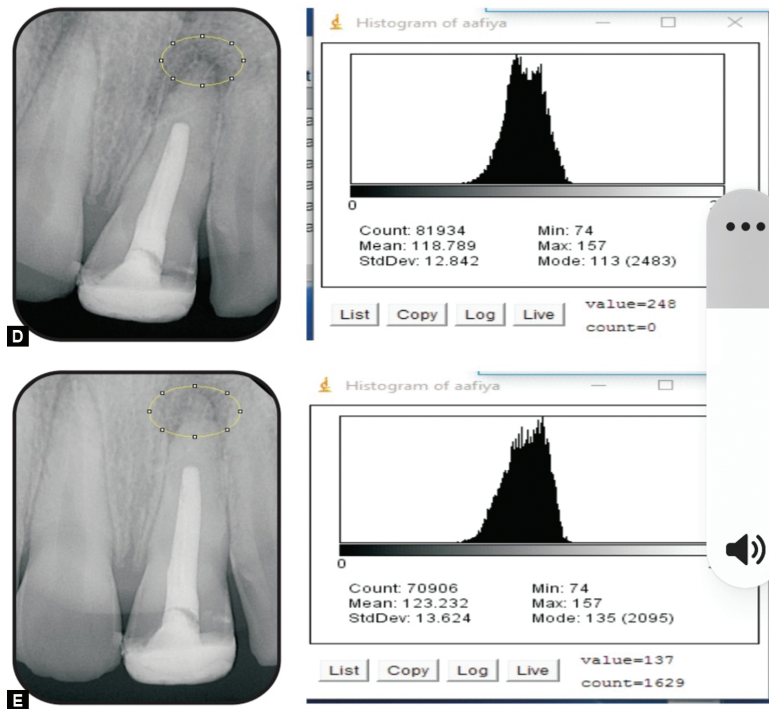 Histogram of aafiya
0
Count: 81934 Min: 74
Mean: 118.789 Max: 157
StdDev: 12.842 Mode: 113 (2483)
List Copy Log Live
value=248
count=0
D
Histogram of aafiya
0
Count: 70906 Min: 74
Mean: 123.232 Max: 157
StdDev: 13.624 Mode: 135 (2095)
List Copy Log Live
value=137
count=1629
E